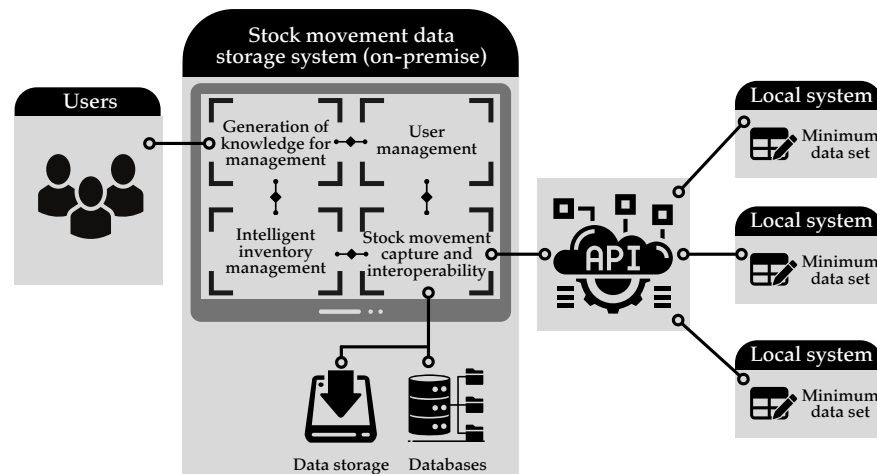 Stock movement data
storage system (on-premise)
Users
Generation of
knowledge for
management
User
management
Intelligent
inventory
management
Stock movement
capture and
interoperability
Data storage
Databases
API
Local system
Minimum
data set
Local system
Minimum
data set
Local system
Minimum
data set